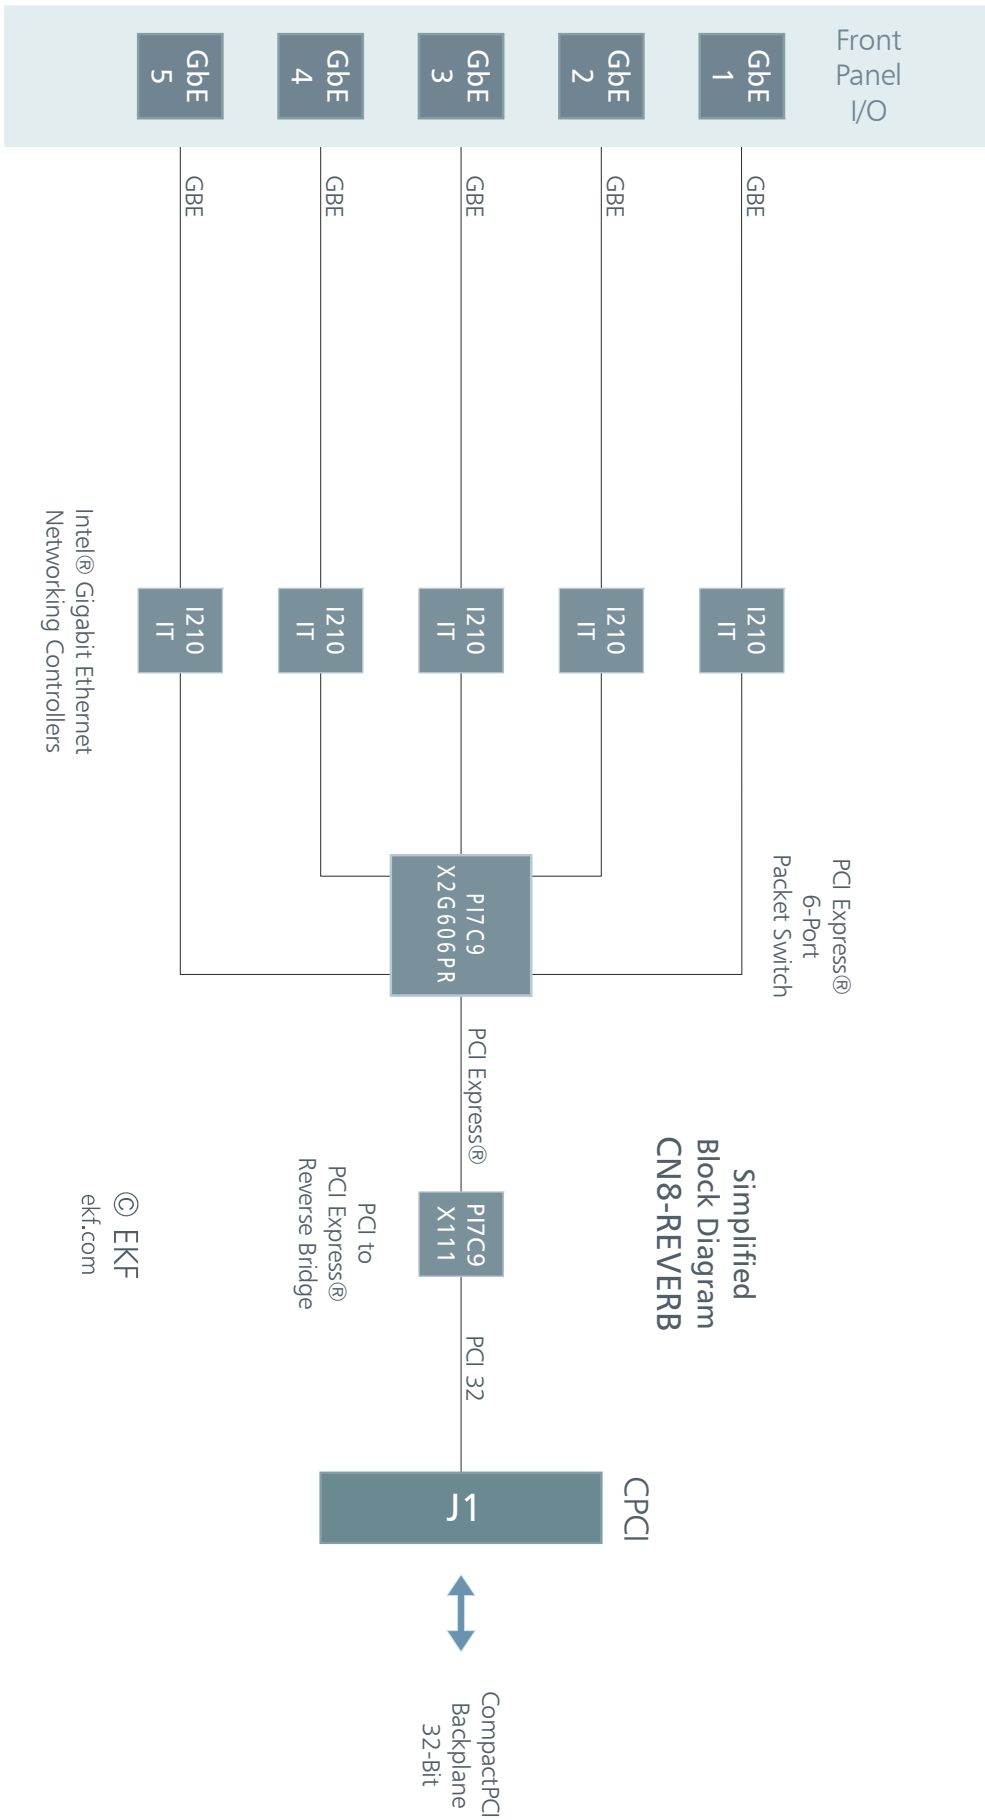 Front
Panel
I/O
GbE
1
GbE
2
GbE
3
GbE
4
GbE
5
GBE
GBE
GBE
GBE
GBE
I210
IT
I210
IT
I210
IT
I210
IT
I210
IT
Intel® Gigabit Ethernet
Networking Controllers
PCI Express®
6-Port
Packet Switch
PI7C9
X2G606PR
PCI Express®
PI7C9
X111
PCI to
PCI Express®
Reverse Bridge
PCI 32
Simplified
Block Diagram
CN8-REVERB
© EKF
ekf.com
CPCI
J1
CompactPCI
Backplane
32-Bit